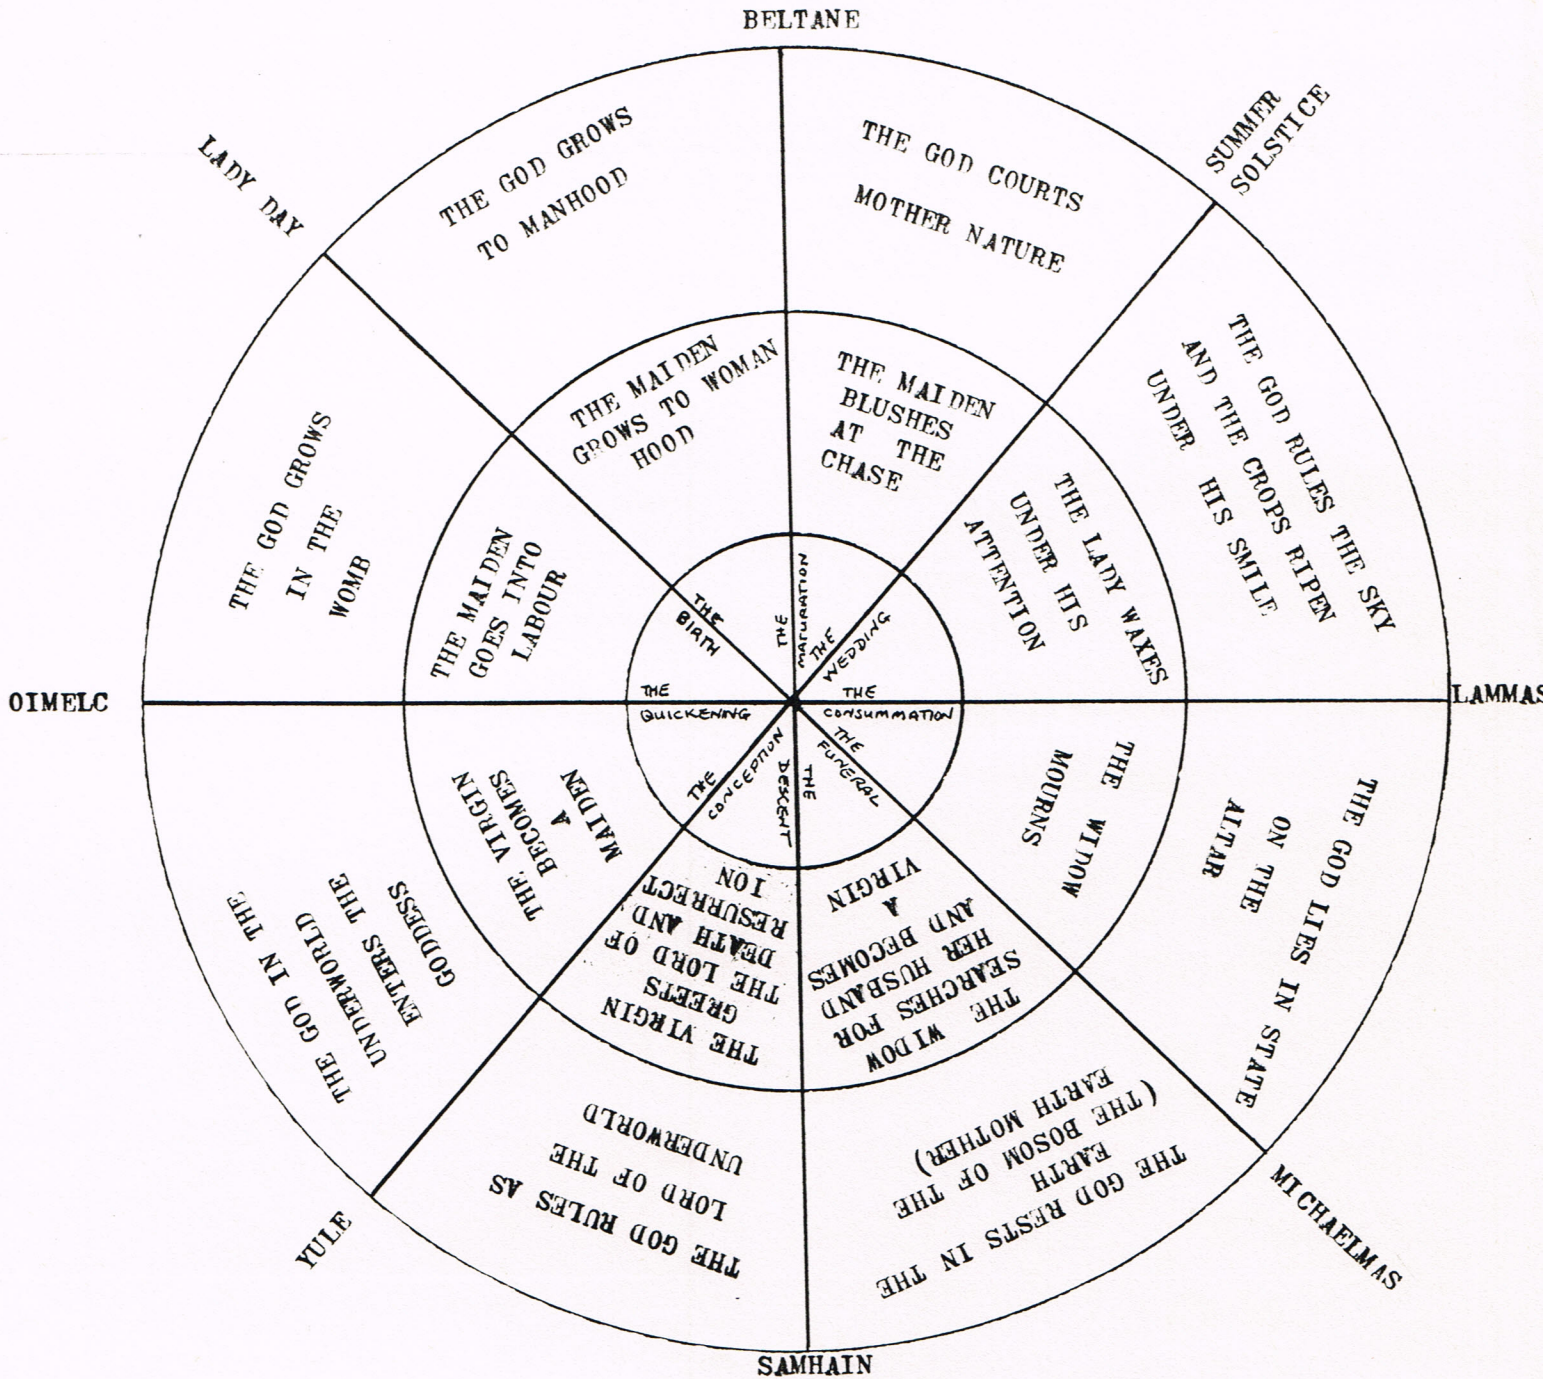 BELTANE
SUMMER
SOLSTICE
LAMMAS
MICHAELMAS
SAMHAIN
YULE
OIMELC
LADY DAY
THE GOD COURTS
MOTHER NATURE
THE GOD RULES THE SKY
AND THE CROPS RIPEN
UNDER HIS SMILE
THE GOD LIES IN STATE
ON THE
ALTAR
THE GOD RESTS IN THE
EARTH
(THE BOSOM OF THE
EARTH MOTHER)
THE GOD RULES AS
LORD OF THE
UNDERWORLD
THE GOD IN THE
UNDERWORLD
ENTERS THE
GODDESS
THE GOD GROWS
IN THE
WOMB
THE GOD GROWS
TO MANHOOD
THE MAIDEN
BLUSHES
AT THE
CHASE
THE LADY WAXES
UNDER HIS
ATTENTION
THE WIDOW
MOURNS
THE WIDOW
SEARCHES FOR
HER HUSBAND
AND BECOMES
A
VIRGIN
THE VIRGIN
GREETS
THE LORD OF
DEATH AND
RESURRECT
ION
THE VIRGIN
BECOMES
A
MAIDEN
THE MAIDEN
GOES INTO
LABOUR
THE MAIDEN
GROWS TO WOMAN
HOOD
THE
MATURATION
THE
WEDDING
THE
CONSUMMATION
THE
FUNERAL
THE
DESCENT
THE
CONCEPTION
THE
QUICKENING
THE
BIRTH